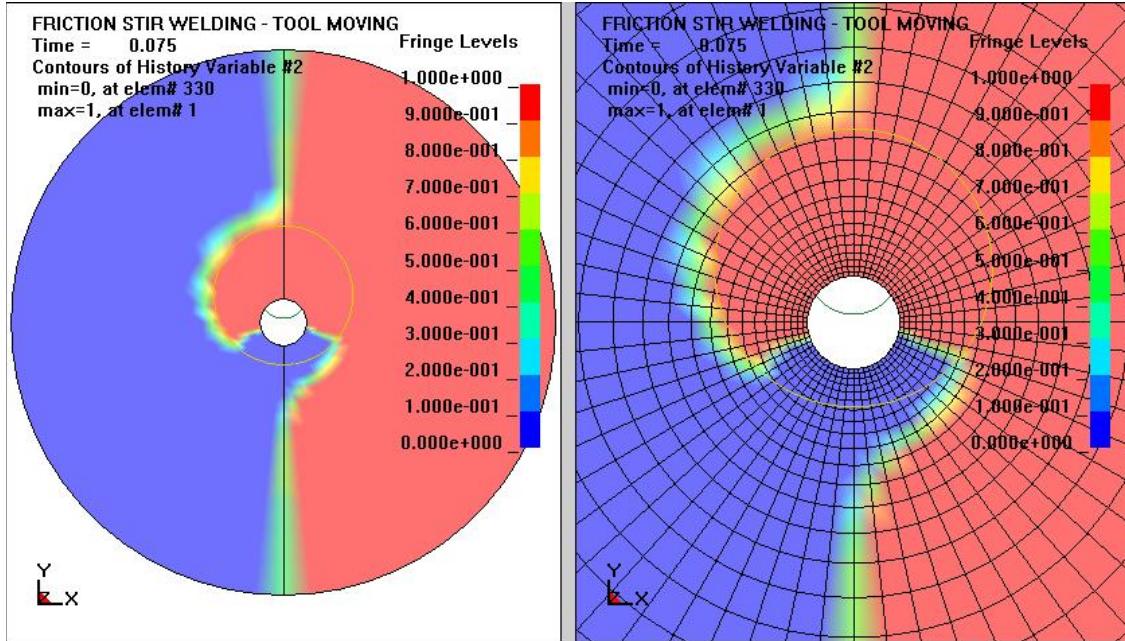 FRICTION STIR WELDING - TOOL MOVING
Time = 0.075
Contours of History Variable #2
min=0, at elem# 330
max=1, at elem# 1
Fringe Levels
1.000e+000
9.000e-001
8.000e-001
7.000e-001
6.000e-001
5.000e-001
4.000e-001
3.000e-001
2.000e-001
1.000e-001
0.000e+000
Y
Z
X
FRICTION STIR WELDING - TOOL MOVING
Time = 0.075
Contours of History Variable #2
min=0, at elem# 330
max=1, at elem# 1
Fringe Levels
1.000e+000
9.000e-001
8.000e-001
7.000e-001
6.000e-001
5.000e-001
4.000e-001
3.000e-001
2.000e-001
1.000e-001
0.000e+000
Y
Z
X